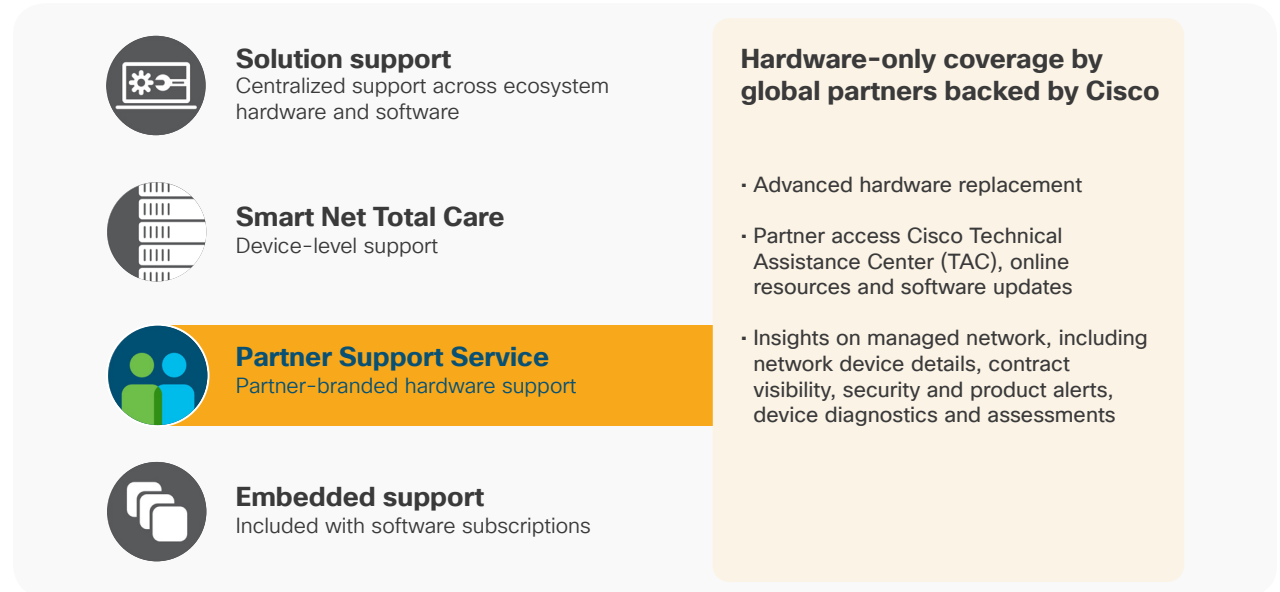 Solution support
Centralized support across ecosystem
hardware and software
Smart Net Total Care
Device-level support
Partner Support Service
Partner-branded hardware support
Embedded support
Included with software subscriptions
Hardware-only coverage by
global partners backed by Cisco
· Advanced hardware replacement
· Partner access Cisco Technical
Assistance Center (TAC), online
resources and software updates
· Insights on managed network, including
network device details, contract
visibility, security and product alerts,
device diagnostics and assessments